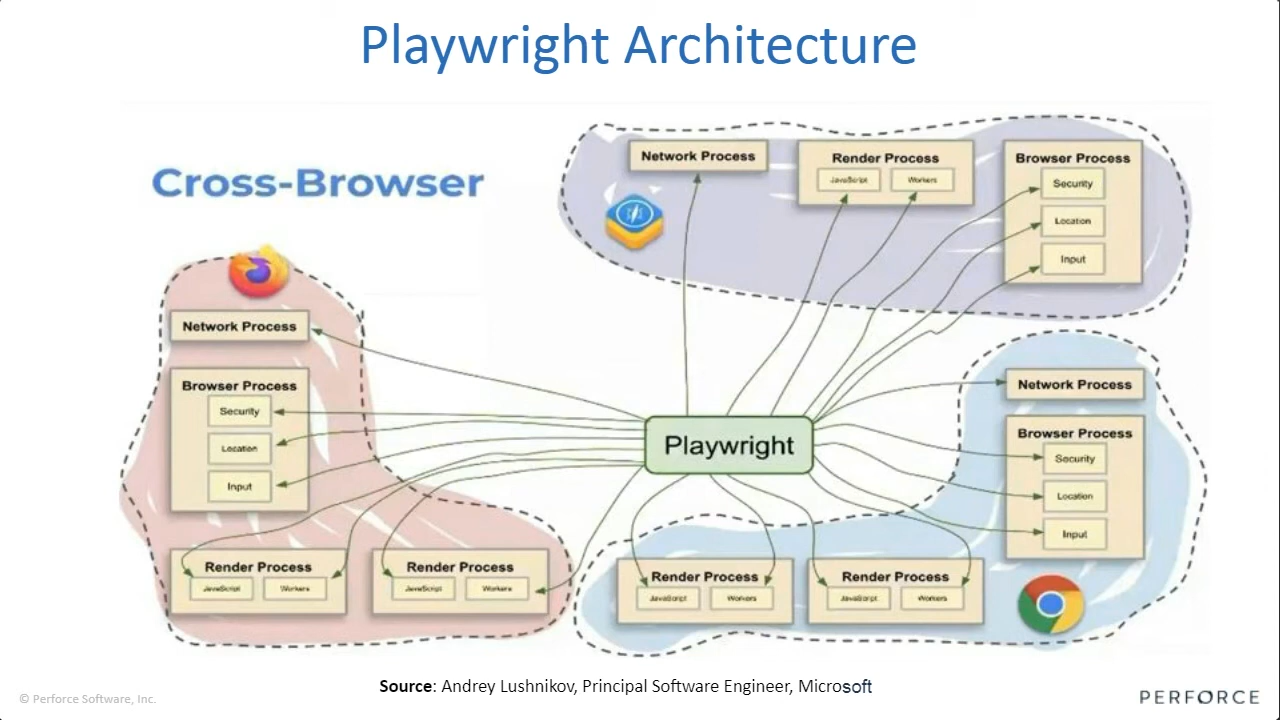 Playwright Architecture
Cross-Browser
Network Process
Render Process
JavaScript
Workers
Browser Process
Security
Location
Input
Network Process
Browser Process
Security
Location
Input
Render Process
JavaScript
Workers
Render Process
JavaScript
Workers
Playwright
Network Process
Browser Process
Security
Location
Input
Render Process
JavaScript
Workers
Render Process
JavaScript
Workers
Source: Andrey Lushnikov, Principal Software Engineer, Microsoft
© Perforce Software, Inc.
PERFORCE